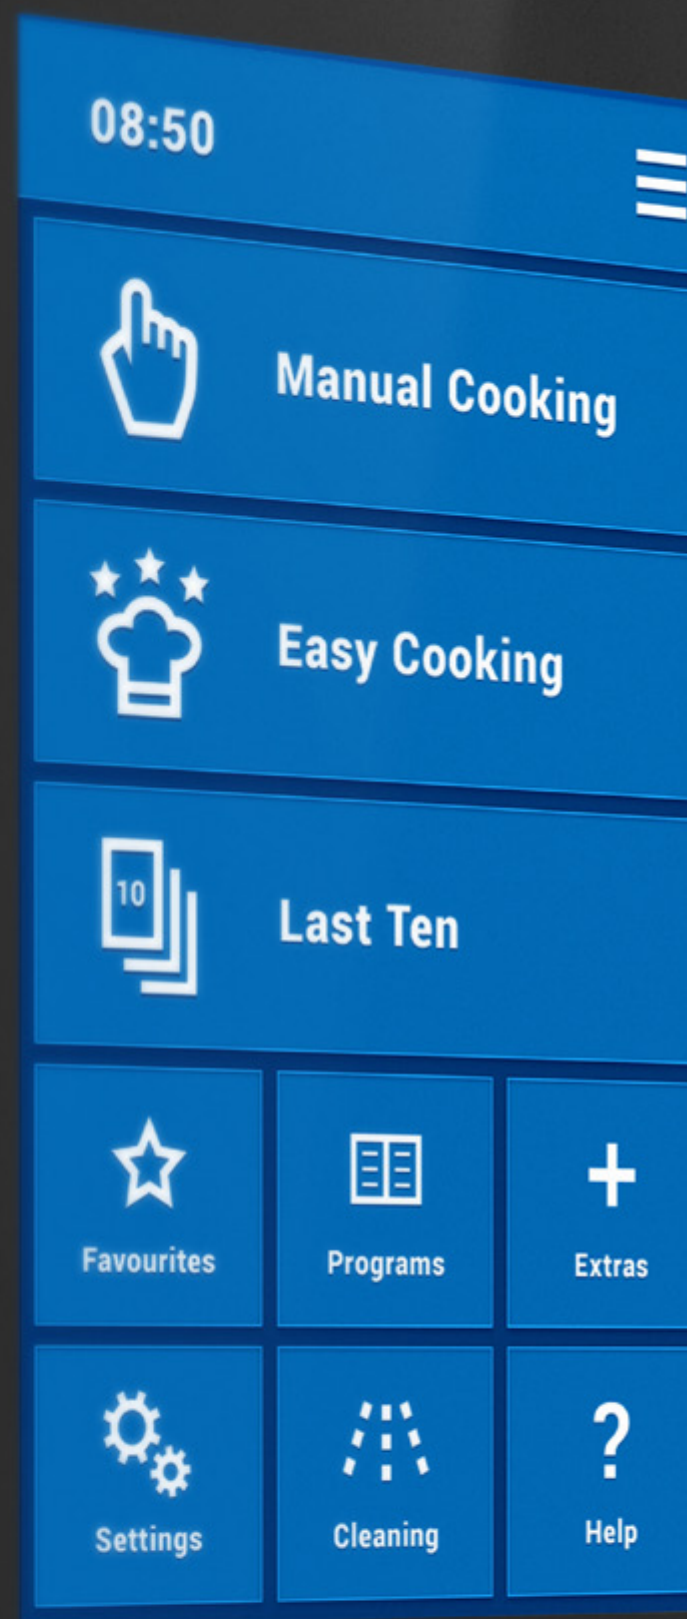 08:50
Manual Cooking
Easy Cooking
10
Last Ten
Favourites
Programs
Extras
Settings
Cleaning
?
Help